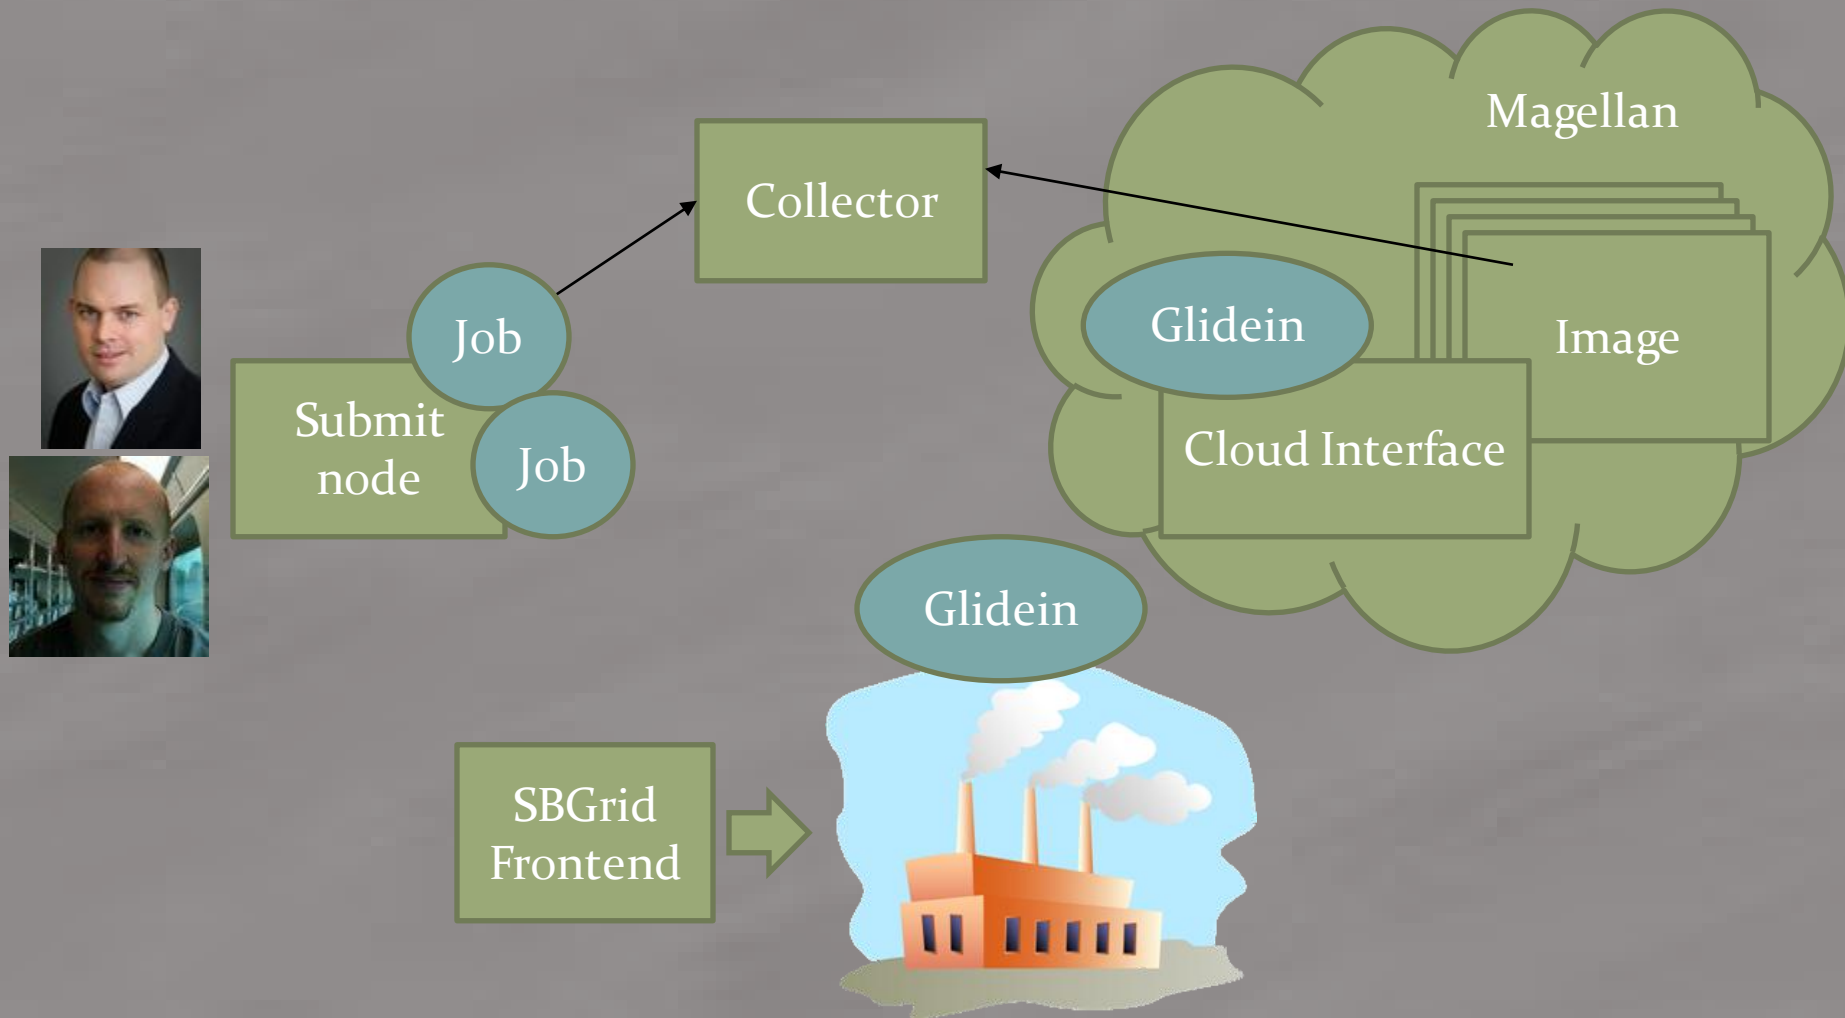 Magellan
Collector
Job
Glidein
Image
Submit
node
Job
Cloud Interface
Glidein
SBGrid
Frontend